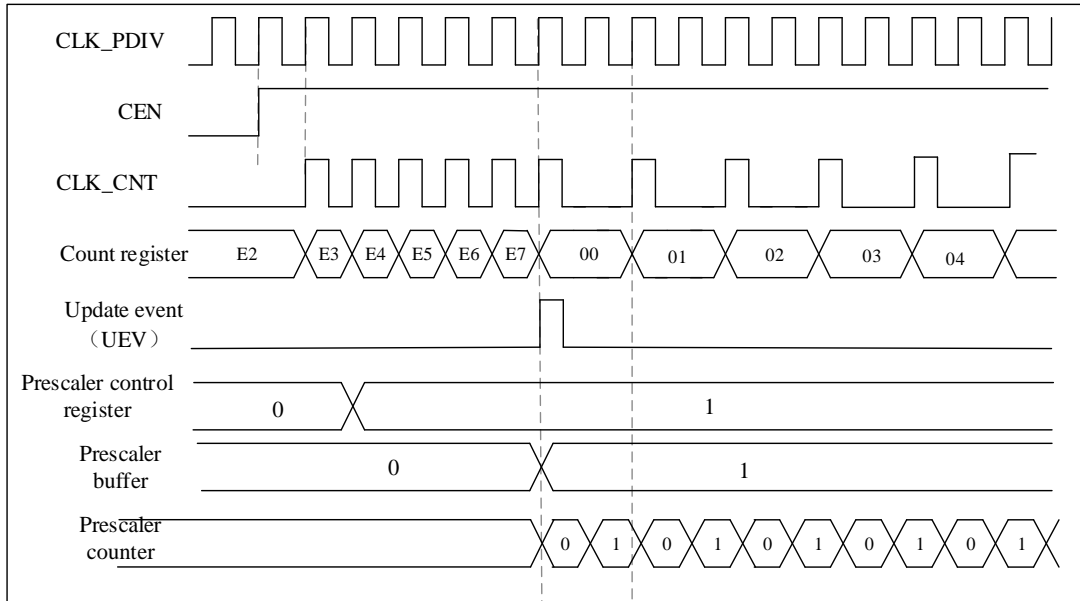 CLK_PDIV
CEN
CLK_CNT
Count register E2 E3 E4 E5 E6 E7 00 01 02 03 04
Update event
（UEV）
Prescaler control
register 0 1
Prescaler
buffer 0 1
Prescaler
counter 0 1 0 1 0 1 0 1 0 1